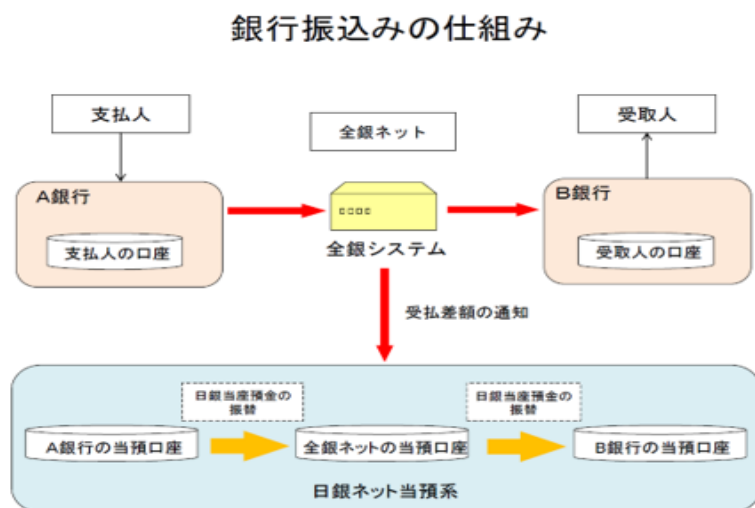 銀行振込みの仕組み
支払人
全銀ネット
受取人
A銀行
B銀行
支払人の口座
全銀システム
受取人の口座
受払差額の通知
日銀当座預金の
振替
日銀当座預金の
振替
A銀行の当預口座
全銀ネットの当預口座
B銀行の当預口座
日銀ネット当預系